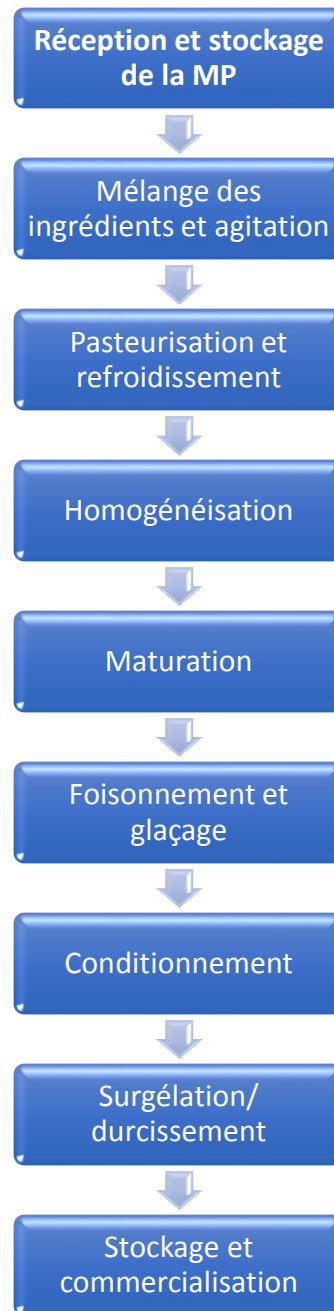 Réception et stockage
de la MP
Mélange des
ingrédients et agitation
Pasteurisation et
refroidissement
Homogénéisation
Maturation
Foisonnement et
glaçage
Conditionnement
Surgélation/
durcissement
Stockage et
commercialisation